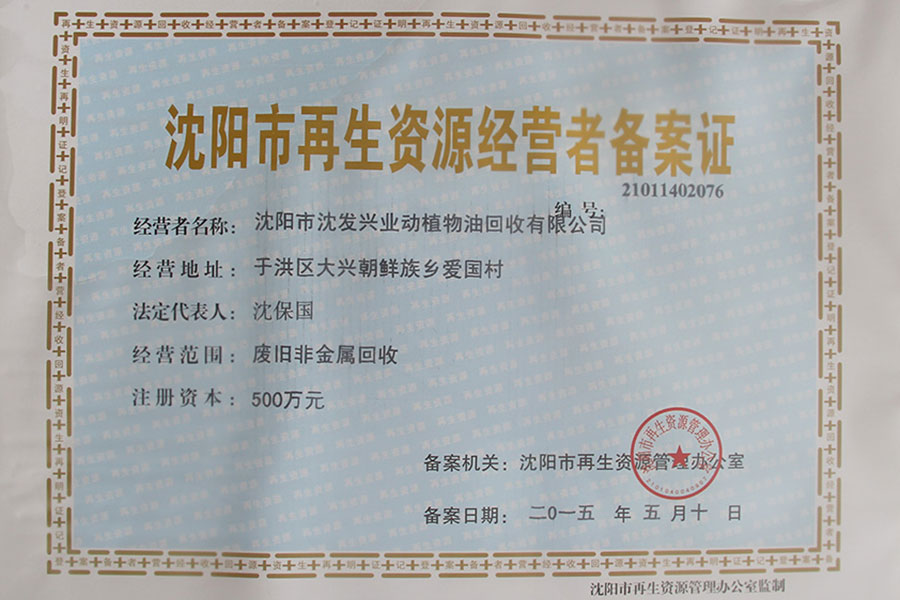 沈阳市再生资源经营者备案证
21011402076
编 号:
经营者名称: 沈阳市沈发兴业动植物油回收有限公司
经营地址: 于洪区大兴朝鲜族乡爱国村
法定代表人: 沈保国
经营范围: 废旧非金属回收
注册资本: 500万元
备案机关: 沈阳市再生资源管理办公室
备案日期: 二0一五 年 五 月 十 日
沈阳市再生资源管理办公室监制